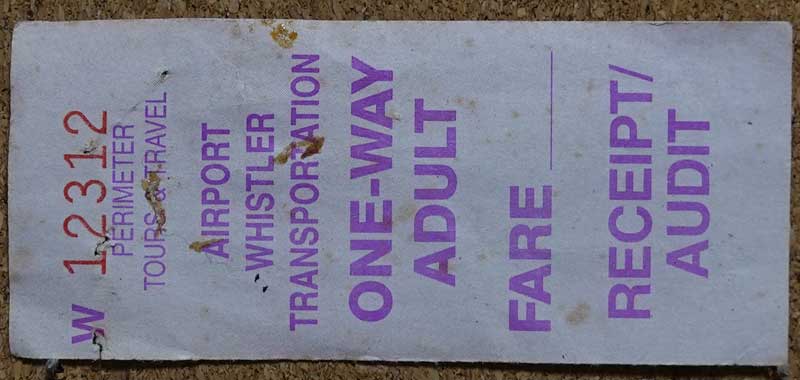 W 12312
PERIMETER
TOURS & TRAVEL
AIRPORT
WHISTLER
TRANSPORTATION
ONE-WAY
ADULT
FARE
RECEIPT/
AUDIT